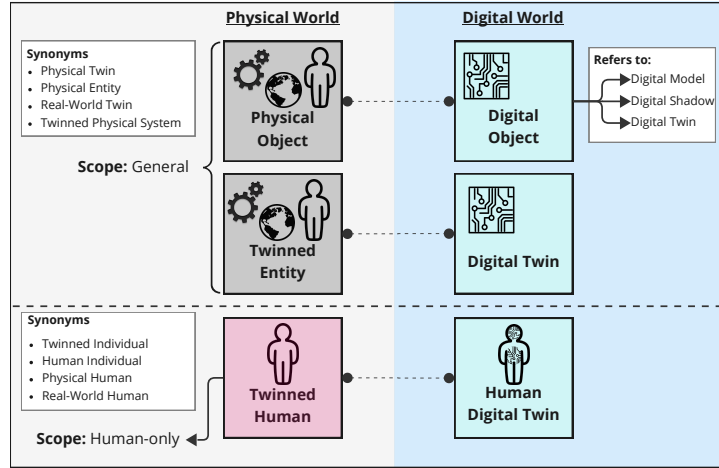 Physical World
Digital World
Synonyms
• Physical Twin
• Physical Entity
• Real-World Twin
• Twinned Physical System
Scope: General
Physical
Object
Digital
Object
Refers to:
Digital Model
Digital Shadow
Digital Twin
Twinned
Entity
Digital Twin
Synonyms
• Twinned Individual
• Human Individual
• Physical Human
• Real-World Human
Scope: Human-only
Twinned
Human
Human
Digital Twin